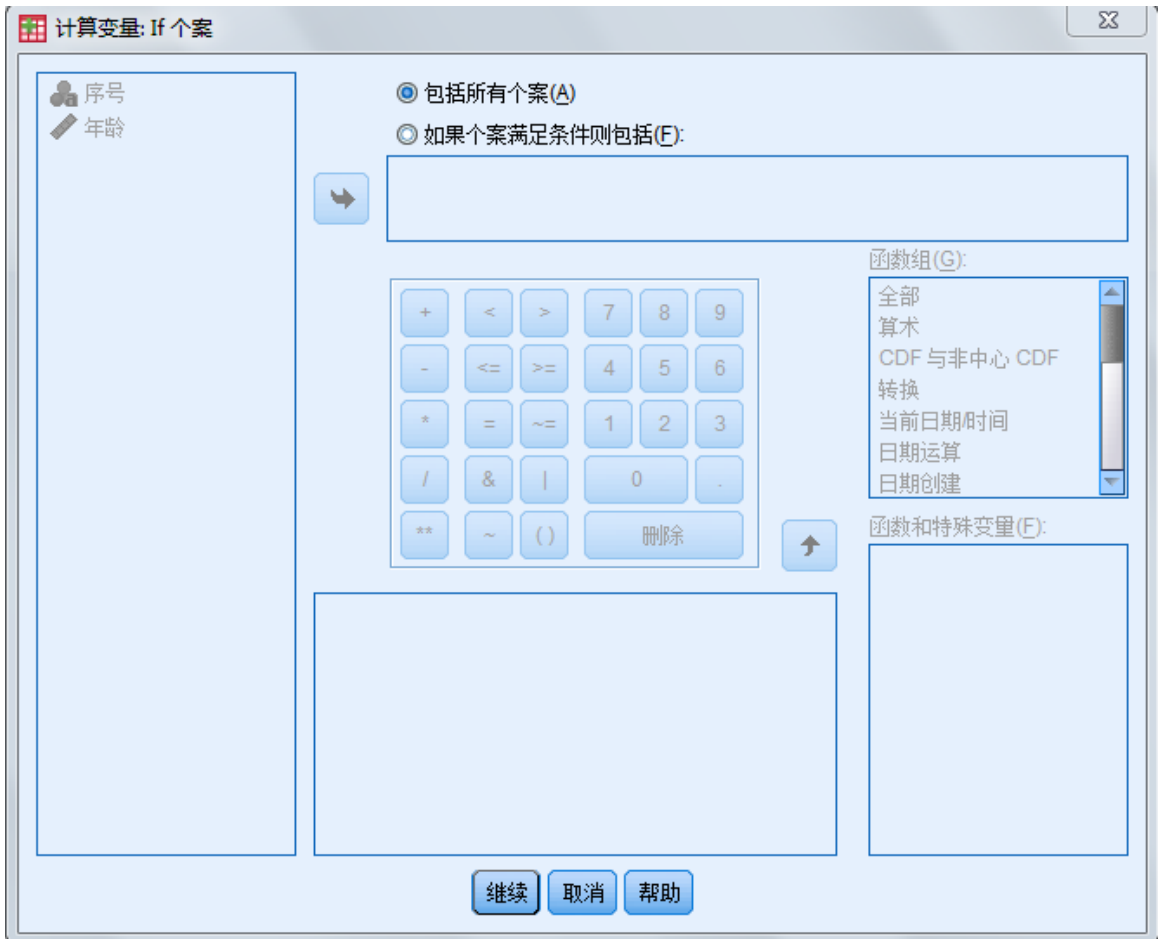 计算变量: If 个案
序号
年龄
包括所有个案(A)
如果个案满足条件则包括(F):
函数组(G):
全部
算术
CDF 与非中心 CDF
转换
当前日期/时间
日期运算
日期创建
+ < > 7 8 9
- <= >= 4 5 6
* = ~= 1 2 3
/ & | 0 .
** ~ ( ) 删除
函数和特殊变量(F):
继续 取消 帮助